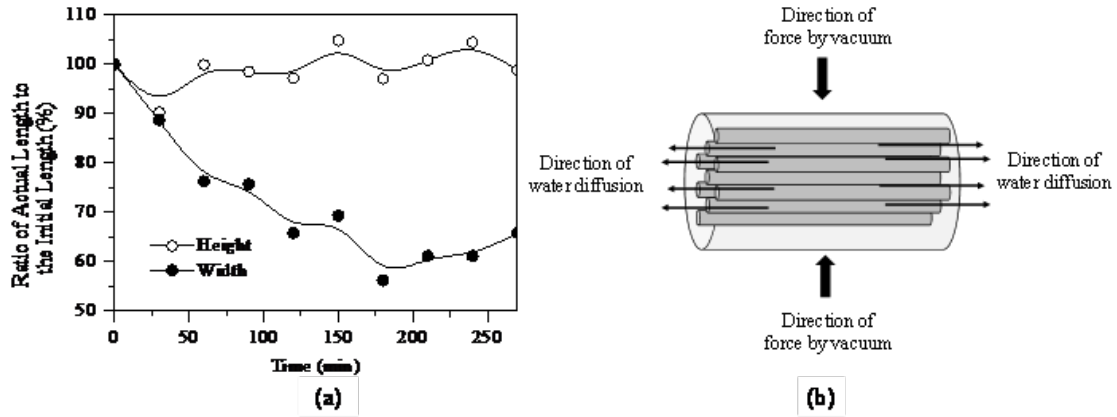 110
100
90
80
70
60
50
Ratio of Actual Length to
the Initial Length (%)
Height
Width
0
50
100
150
200
250
Time (min)
(a)
Direction of
force by vacuum
Direction of
water diffusion
Direction of
water diffusion
Direction of
force by vacuum
(b)